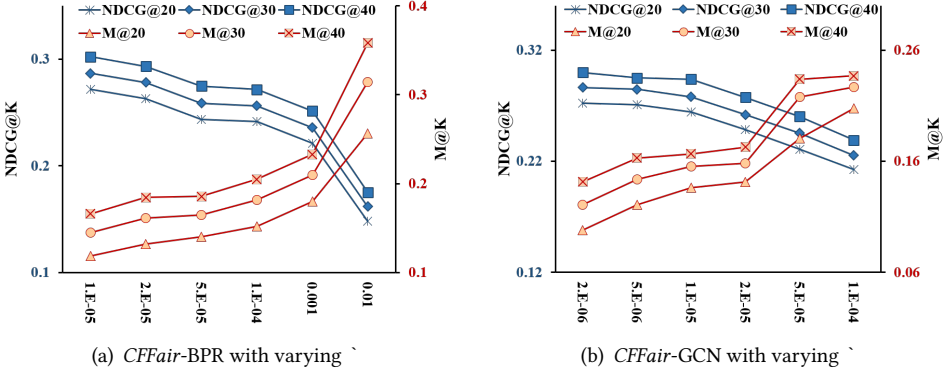 NDCG@20 NDCG@30 NDCG@40
M@20 M@30 M@40
NDCG@K
0.3
0.2
0.1
0.4
0.3
0.2
0.1
M@K
1.E-05 2.E-05 5.E-05 1.E-04 0.001 0.01
(a) CFFair-BPR with varying `
NDCG@20 NDCG@30 NDCG@40
M@20 M@30 M@40
NDCG@K
0.32
0.22
0.12
0.26
0.16
0.06
M@K
2.E-06 5.E-06 1.E-05 2.E-05 5.E-05 1.E-04
(b) CFFair-GCN with varying `